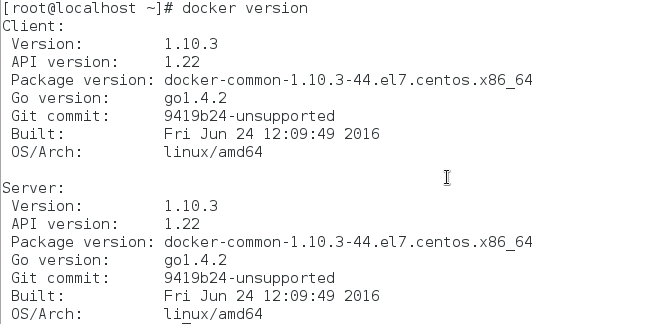 [root@localhost ~]# docker version
Client:
 Version:      1.10.3
 API version:  1.22
 Package version: docker-common-1.10.3-44.el7.centos.x86_64
 Go version:   go1.4.2
 Git commit:   9419b24-unsupported
 Built:        Fri Jun 24 12:09:49 2016
 OS/Arch:      linux/amd64

Server:
 Version:      1.10.3
 API version:  1.22
 Package version: docker-common-1.10.3-44.el7.centos.x86_64
 Go version:   go1.4.2
 Git commit:   9419b24-unsupported
 Built:        Fri Jun 24 12:09:49 2016
 OS/Arch:      linux/amd64